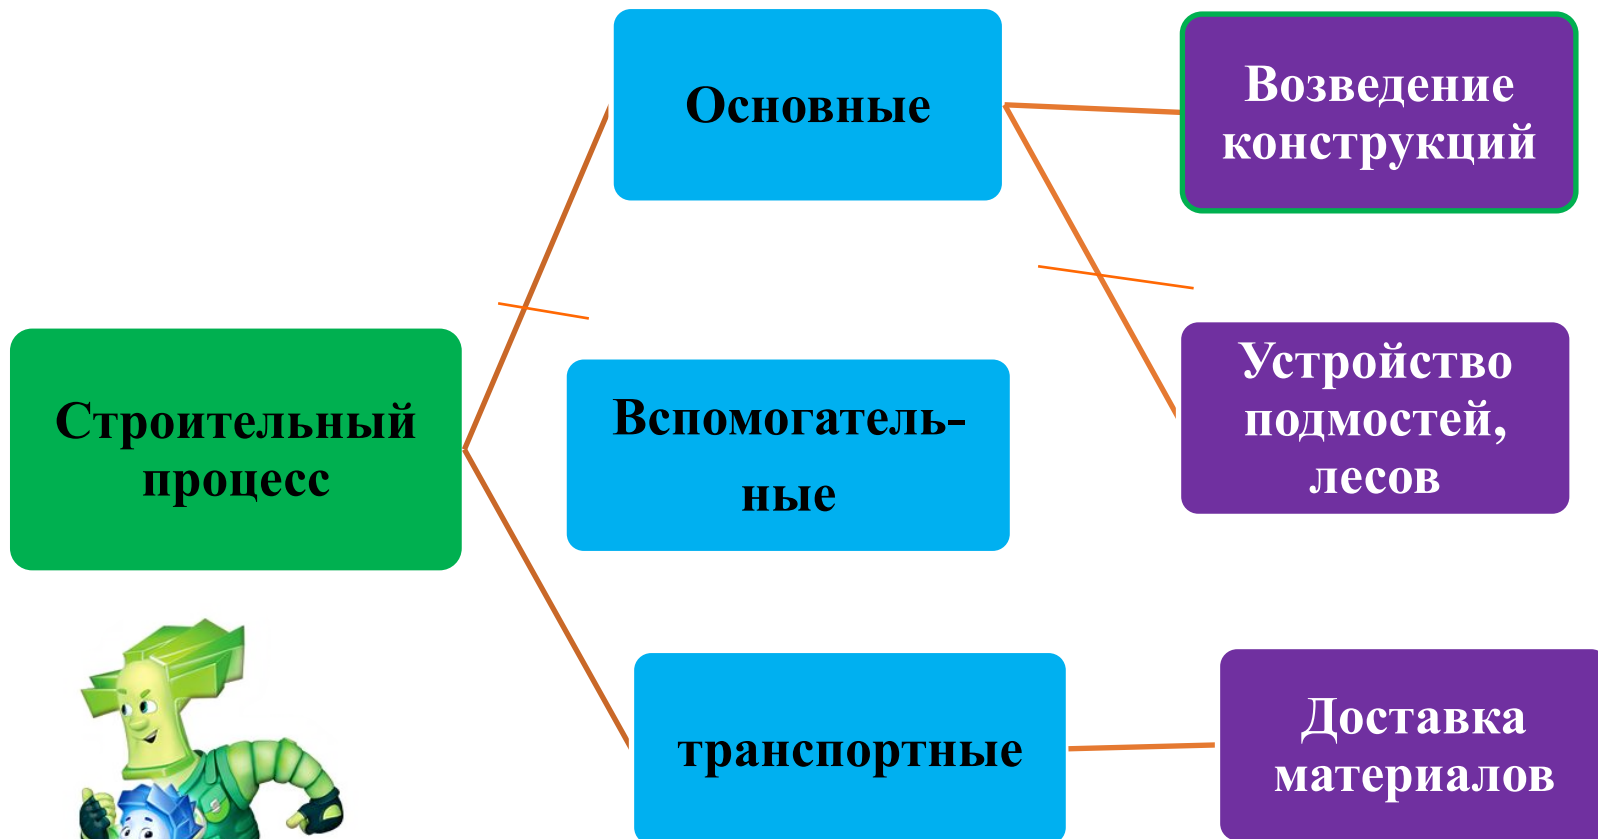 Основные
Возведение
конструкций
Строительный
процесс
Вспомогатель-
ные
Устройство
подмостей,
лесов
транспортные
Доставка
материалов